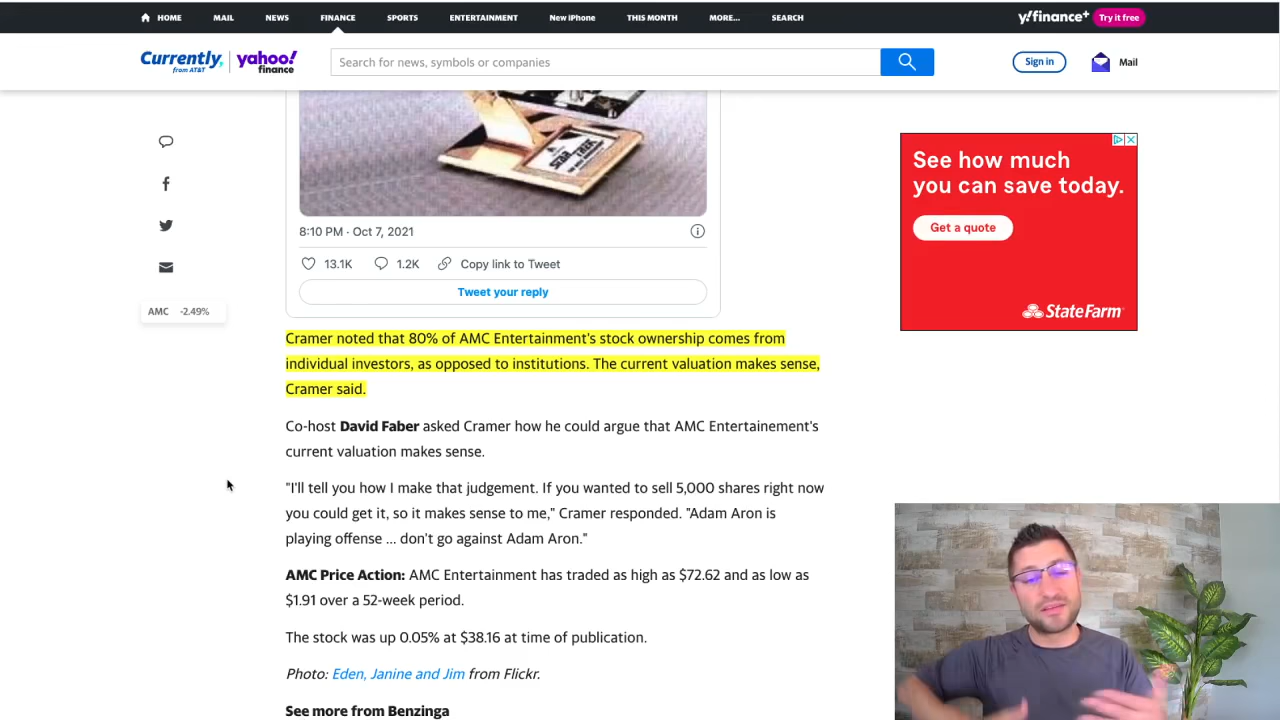 HOME MAIL NEWS FINANCE SPORTS ENTERTAINMENT New iPhone THIS MONTH MORE... SEARCH y!finance+ Try it free
Currently, from AT&T yahoo! finance Search for news, symbols or companies Sign in Mail
STAR TREK
8:10 PM · Oct 7, 2021
13.1K 1.2K Copy link to Tweet
Tweet your reply
AMC -2.49%
Cramer noted that 80% of AMC Entertainment's stock ownership comes from
individual investors, as opposed to institutions. The current valuation makes sense,
Cramer said.
Co-host David Faber asked Cramer how he could argue that AMC Entertainement's
current valuation makes sense.
"I'll tell you how I make that judgement. If you wanted to sell 5,000 shares right now
you could get it, so it makes sense to me," Cramer responded. "Adam Aron is
playing offense ... don't go against Adam Aron."
AMC Price Action: AMC Entertainment has traded as high as $72.62 and as low as
$1.91 over a 52-week period.
The stock was up 0.05% at $38.16 at time of publication.
Photo: Eden, Janine and Jim from Flickr.
See more from Benzinga
See how much
you can save today.
Get a quote
StateFarm